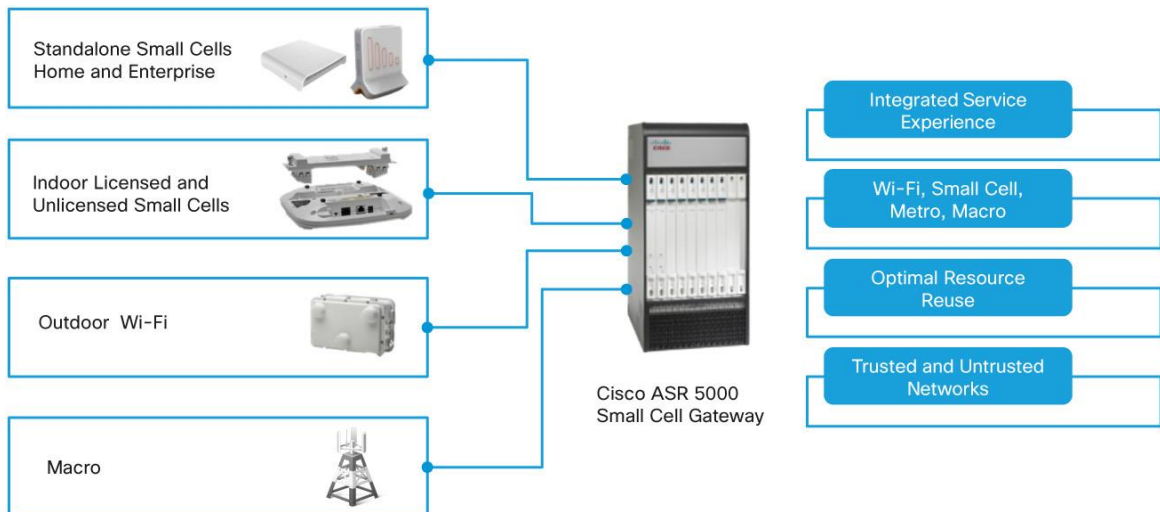 Standalone Small Cells
Home and Enterprise
Indoor Licensed and
Unlicensed Small Cells
Outdoor Wi-Fi
Macro
CISCO
Cisco ASR 5000
Small Cell Gateway
Integrated Service
Experience
Wi-Fi, Small Cell,
Metro, Macro
Optimal Resource
Reuse
Trusted and Untrusted
Networks